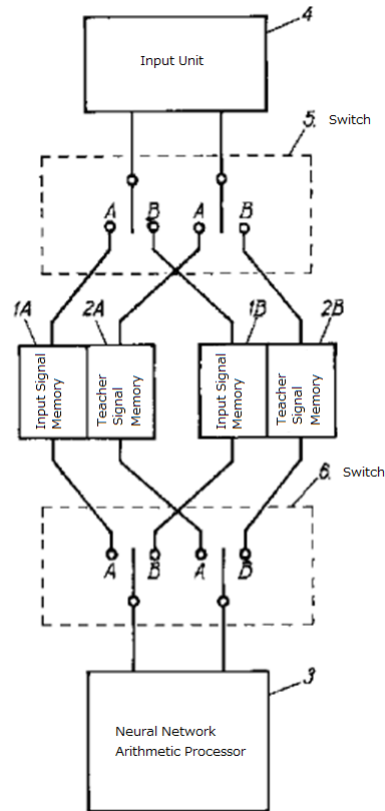 4
Input Unit
5. Switch
A B A B
1A 2A 1B 2B
Input Signal
Memory
Teacher
Signal
Memory
Input Signal
Memory
Teacher
Signal
Memory
6. Switch
A B A B
3
Neural Network
Arithmetic Processor